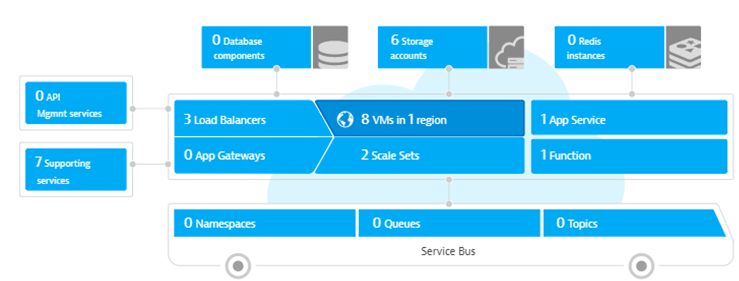 0 Database
components
6 Storage
accounts
0 Redis
instances
0 API
Mgmnt services
3 Load Balancers
8 VMs in 1 region
1 App Service
7 Supporting
services
0 App Gateways
2 Scale Sets
1 Function
0 Namespaces
0 Queues
0 Topics
Service Bus